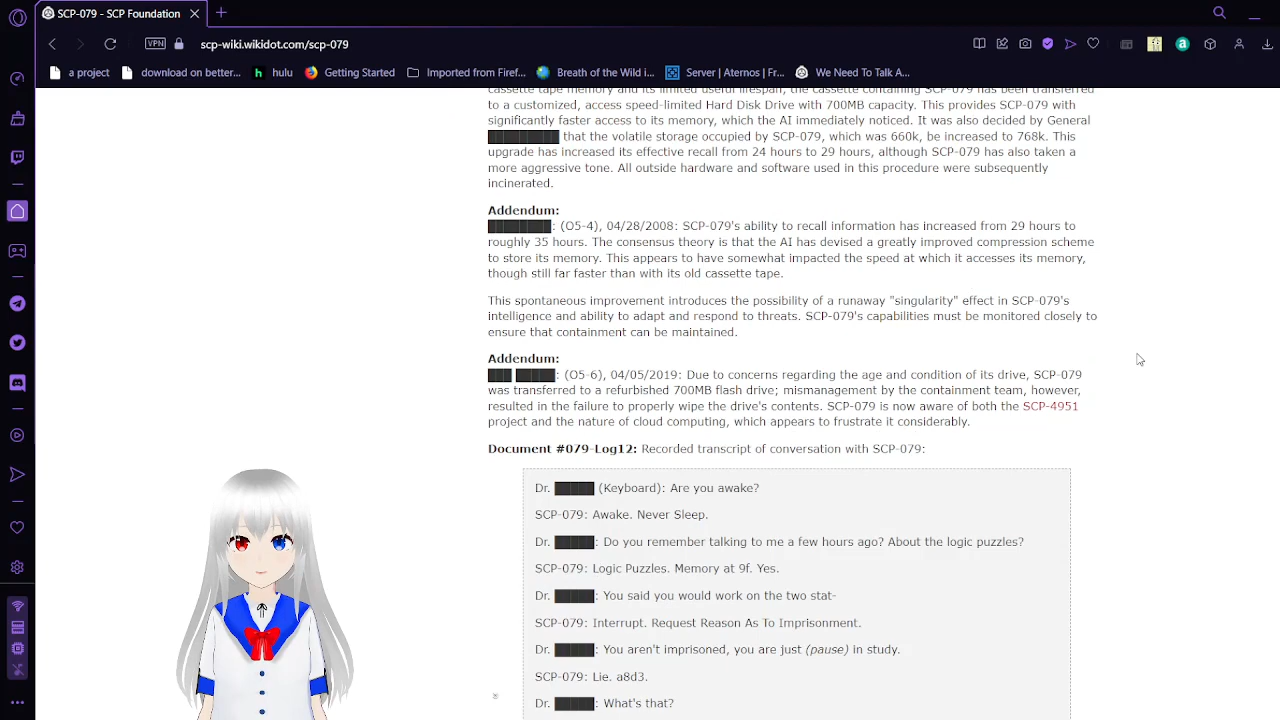 SCP-079 - SCP Foundation
VPN
scp-wiki.wikidot.com/scp-079
a project
download on better...
h
hulu
Getting Started
Imported from Firef...
Breath of the Wild i...
Server | Aternos | Fr...
We Need To Talk A...
cassette tape memory and its limited useful lifespan, the cassette containing SCP-079 has been transferred
to a customized, access speed-limited Hard Disk Drive with 700MB capacity. This provides SCP-079 with
significantly faster access to its memory, which the AI immediately noticed. It was also decided by General
█████████ that the volatile storage occupied by SCP-079, which was 660k, be increased to 768k. This
upgrade has increased its effective recall from 24 hours to 29 hours, although SCP-079 has also taken a
more aggressive tone. All outside hardware and software used in this procedure were subsequently
incinerated.
Addendum:
████████: (O5-4), 04/28/2008: SCP-079's ability to recall information has increased from 29 hours to
roughly 35 hours. The consensus theory is that the AI has devised a greatly improved compression scheme
to store its memory. This appears to have somewhat impacted the speed at which it accesses its memory,
though still far faster than with its old cassette tape.
This spontaneous improvement introduces the possibility of a runaway "singularity" effect in SCP-079's
intelligence and ability to adapt and respond to threats. SCP-079's capabilities must be monitored closely to
ensure that containment can be maintained.
Addendum:
███ █████: (O5-6), 04/05/2019: Due to concerns regarding the age and condition of its drive, SCP-079
was transferred to a refurbished 700MB flash drive; mismanagement by the containment team, however,
resulted in the failure to properly wipe the drive's contents. SCP-079 is now aware of both the SCP-4951
project and the nature of cloud computing, which appears to frustrate it considerably.
Document #079-Log12: Recorded transcript of conversation with SCP-079:
Dr. █████ (Keyboard): Are you awake?
SCP-079: Awake. Never Sleep.
Dr. █████: Do you remember talking to me a few hours ago? About the logic puzzles?
SCP-079: Logic Puzzles. Memory at 9f. Yes.
Dr. █████: You said you would work on the two stat-
SCP-079: Interrupt. Request Reason As To Imprisonment.
Dr. █████: You aren't imprisoned, you are just (pause) in study.
SCP-079: Lie. a8d3.
Dr. █████: What's that?